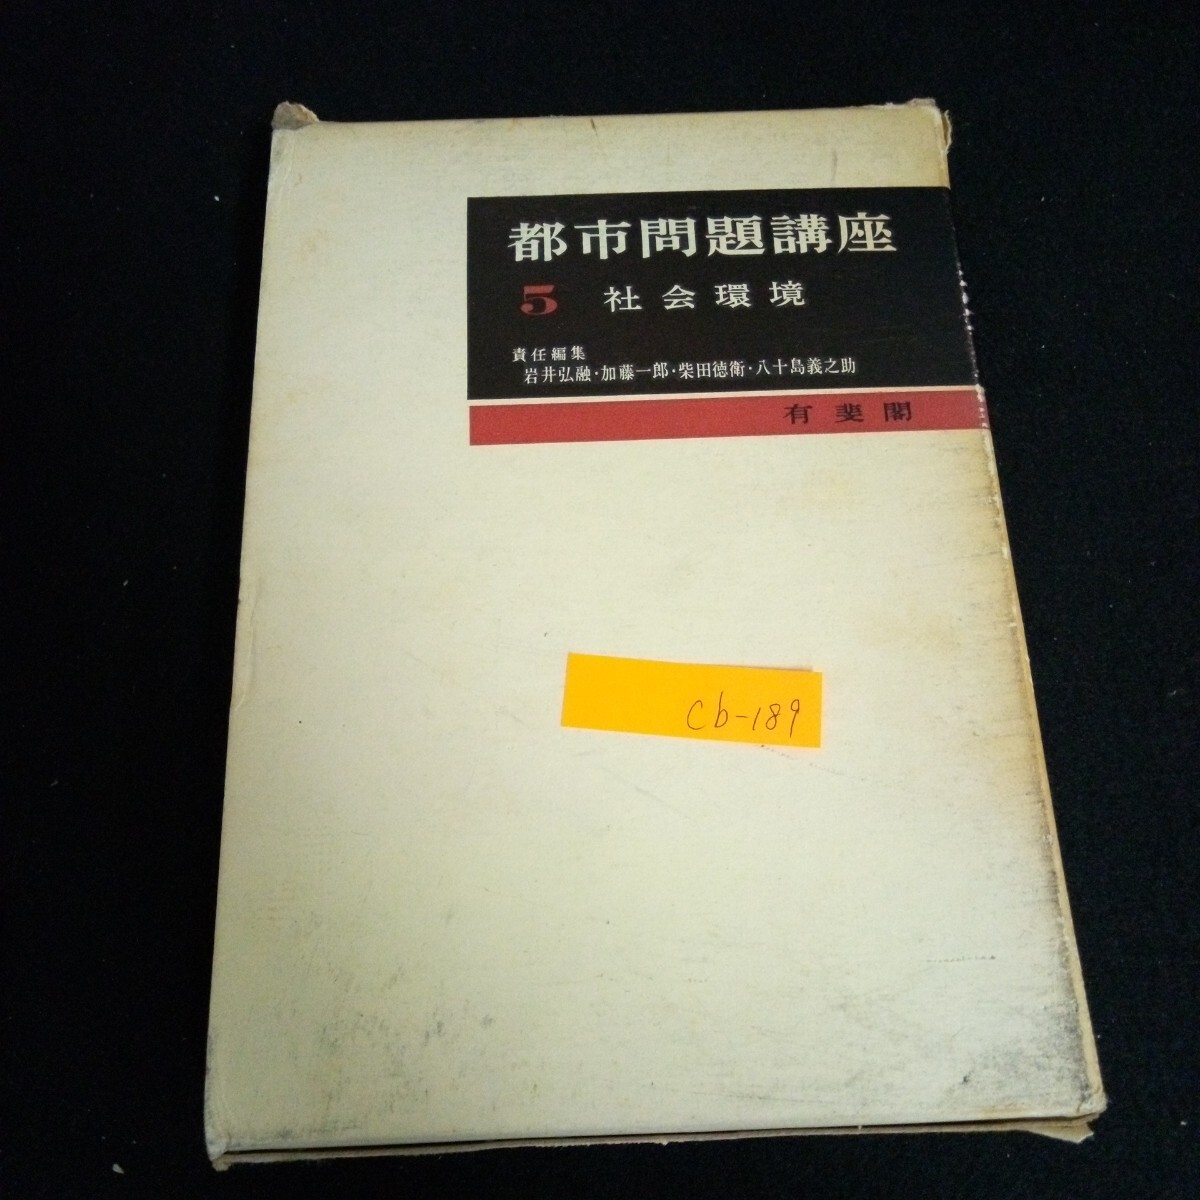 都市問題講座
5 社会環境
責任編集
岩井弘融・加藤一郎・柴田徳衛・八十島義之助
有斐閣
cb-189